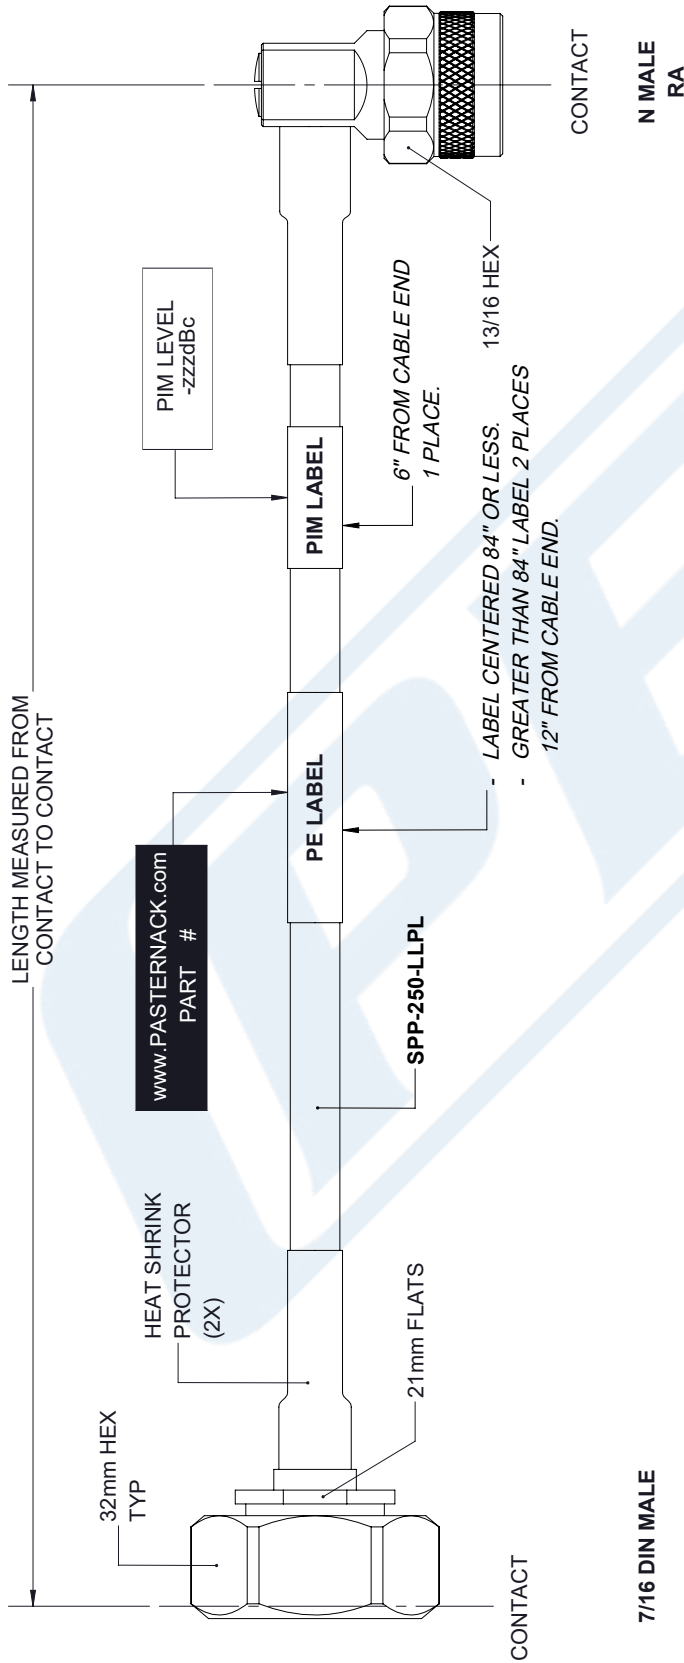 LENGTH MEASURED FROM
CONTACT TO CONTACT
www.PASTERNACK.com
PART #
PIM LEVEL
-zzzdBc
32mm HEX
TYP
HEAT SHRINK
PROTECTOR
(2X)
PE LABEL
PIM LABEL
21mm FLATS
SPP-250-LLPL
6" FROM CABLE END
1 PLACE.
13/16 HEX
- LABEL CENTERED 84" OR LESS.
- GREATER THAN 84" LABEL 2 PLACES
12" FROM CABLE END.
CONTACT
CONTACT
7/16 DIN MALE
N MALE
RA